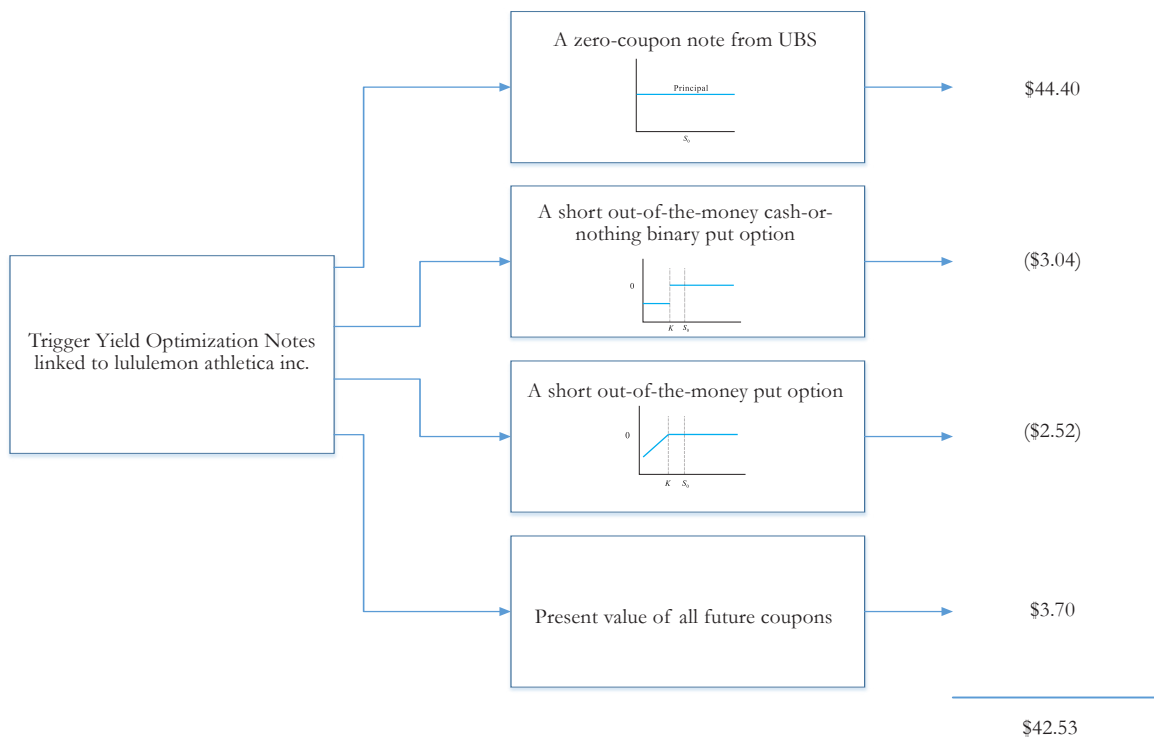 A zero-coupon note from UBS
Principal
S0
$44.40
A short out-of-the-money cash-or-
nothing binary put option
0
K S0
($3.04)
Trigger Yield Optimization Notes
linked to lululemon athletica inc.
A short out-of-the-money put option
0
K S0
($2.52)
Present value of all future coupons
$3.70
$42.53